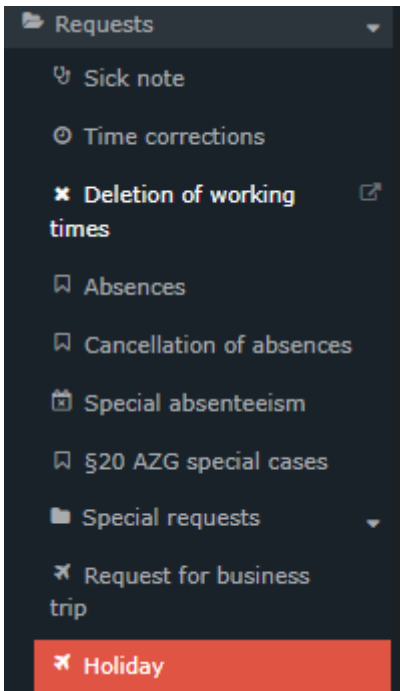 Requests
Sick note
Time corrections
Deletion of working
times
Absences
Cancellation of absences
Special absenteeism
§20 AZG special cases
Special requests
Request for business
trip
Holiday